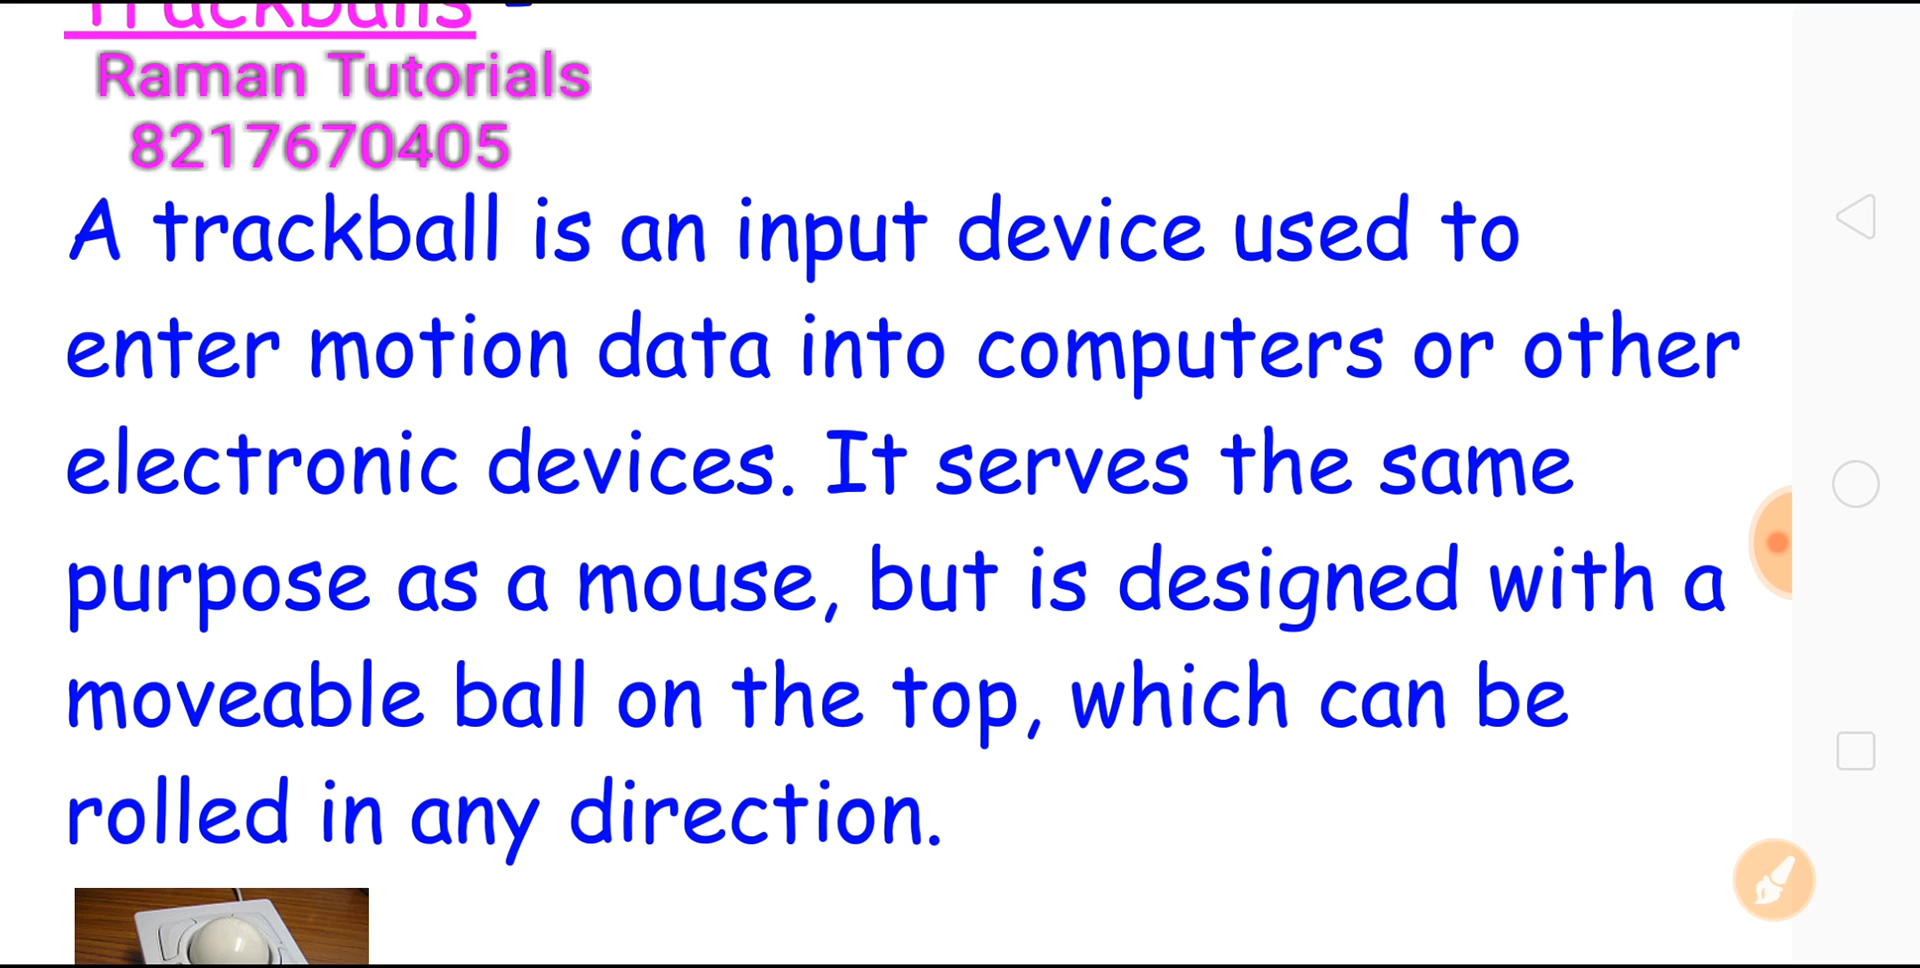 Trackballs -
Raman Tutorials
8217670405
A trackball is an input device used to
enter motion data into computers or other
electronic devices. It serves the same
purpose as a mouse, but is designed with a
moveable ball on the top, which can be
rolled in any direction.